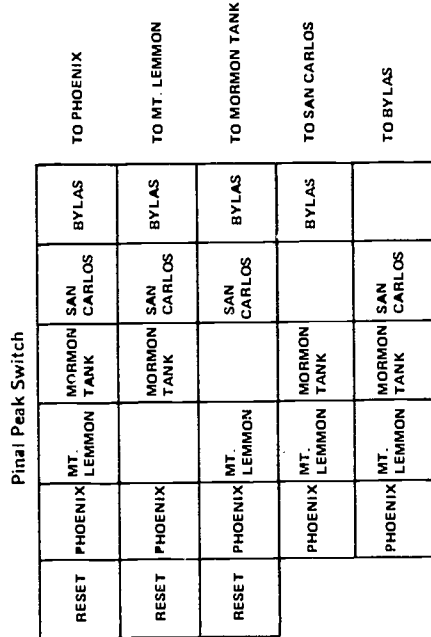 Pinal Peak Switch
RESET PHOENIX MT. LEMMON MORMON TANK SAN CARLOS BYLAS TO PHOENIX
RESET PHOENIX MORMON TANK SAN CARLOS BYLAS TO MT. LEMMON
RESET PHOENIX MT. LEMMON SAN CARLOS BYLAS TO MORMON TANK
PHOENIX MT. LEMMON MORMON TANK BYLAS TO SAN CARLOS
PHOENIX MT. LEMMON MORMON TANK SAN CARLOS TO BYLAS